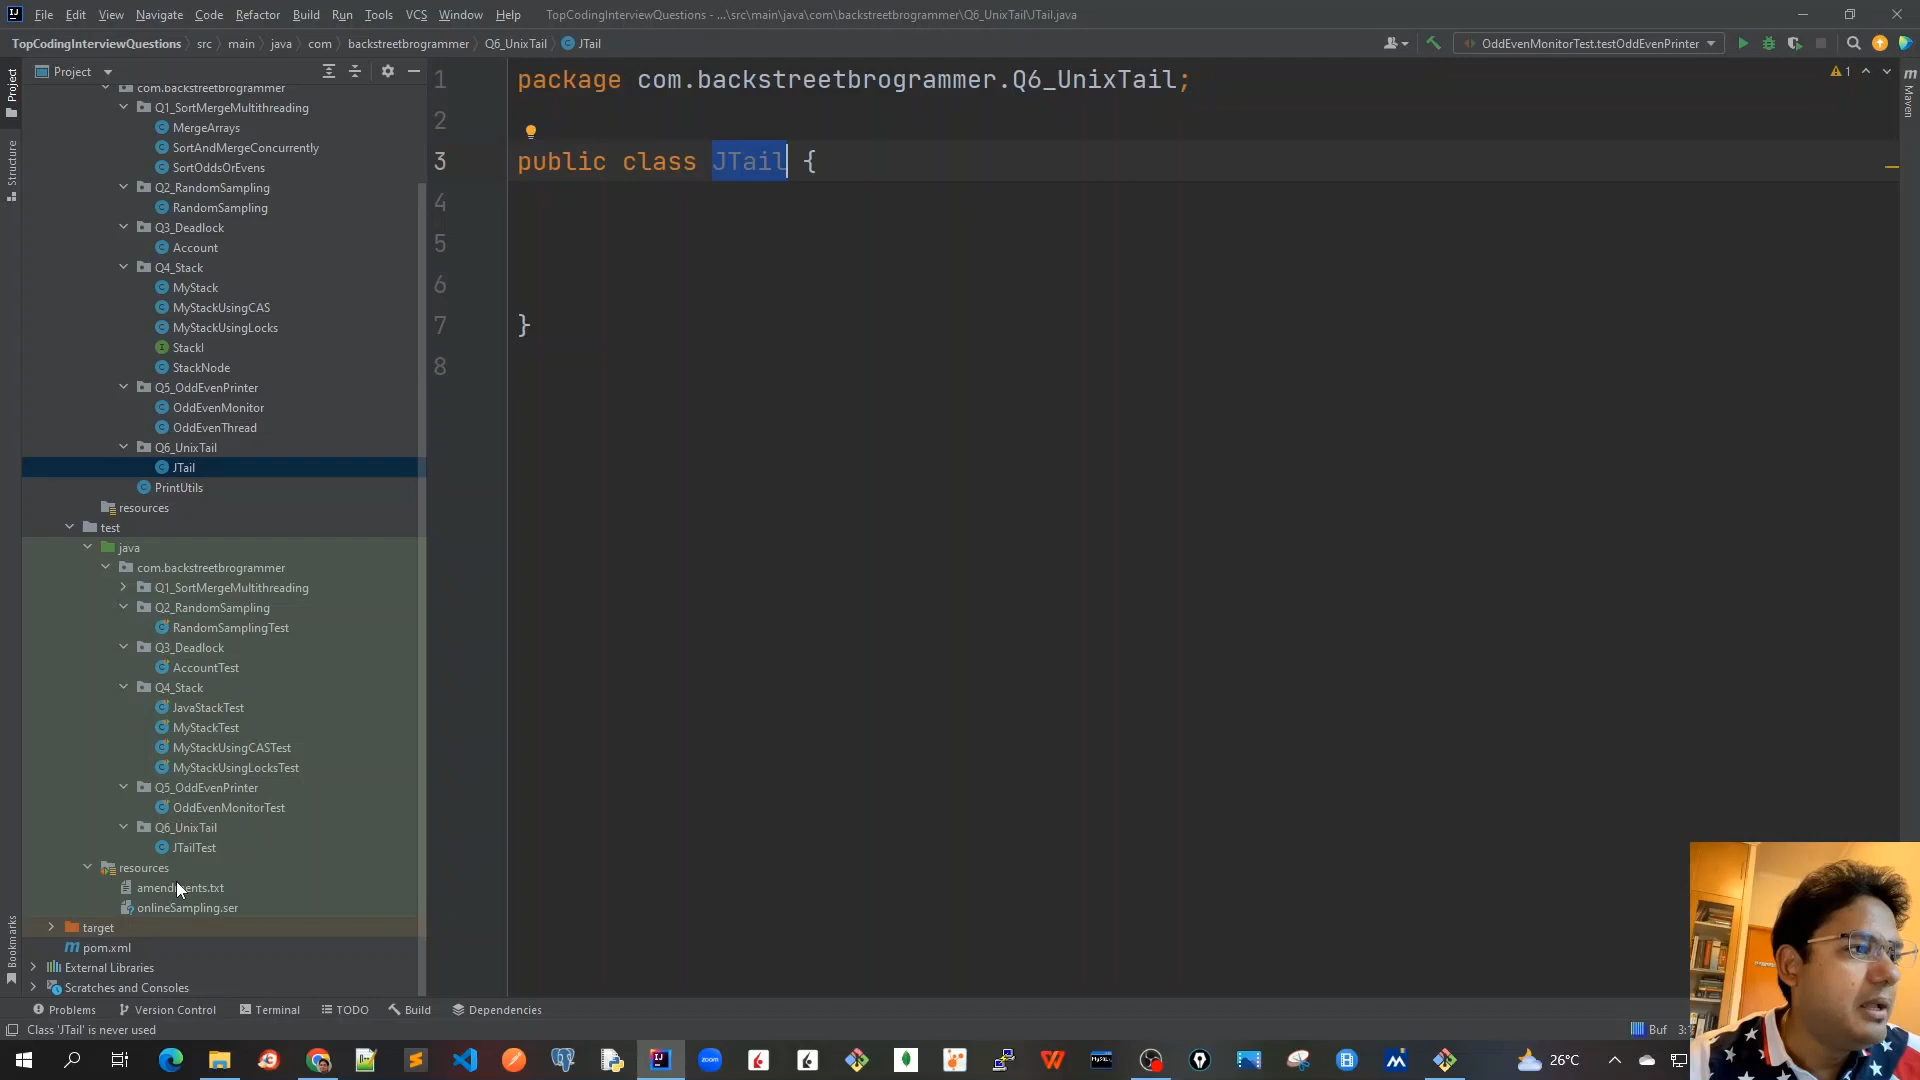 File Edit View Navigate Code Refactor Build Run Tools VCS Window Help TopCodingInterviewQuestions - ...\src\main\java\com\backstreetbrogrammer\Q6_UnixTail\JTail.java
TopCodingInterviewQuestions src main java com backstreetbrogrammer Q6_UnixTail JTail OddEvenMonitorTest.testOddEvenPrinter
Project
com.backstreetbrogrammer
Q1_SortMergeMultithreading
MergeArrays
SortAndMergeConcurrently
SortOddsOrEvens
Q2_RandomSampling
RandomSampling
Q3_Deadlock
Account
Q4_Stack
MyStack
MyStackUsingCAS
MyStackUsingLocks
StackI
StackNode
Q5_OddEvenPrinter
OddEvenMonitor
OddEvenThread
Q6_UnixTail
JTail
PrintUtils
resources
test
java
com.backstreetbrogrammer
Q1_SortMergeMultithreading
Q2_RandomSampling
RandomSamplingTest
Q3_Deadlock
AccountTest
Q4_Stack
JavaStackTest
MyStackTest
MyStackUsingCASTest
MyStackUsingLocksTest
Q5_OddEvenPrinter
OddEvenMonitorTest
Q6_UnixTail
JTailTest
resources
amendments.txt
onlineSampling.ser
target
pom.xml
External Libraries
Scratches and Consoles
Project
Structure
Bookmarks
1 package com.backstreetbrogrammer.Q6_UnixTail;
2
3 public class JTail {
4
5
6
7 }
8
1
Maven
Problems Version Control Terminal TODO Build Dependencies
Class 'JTail' is never used
Buf
26°C